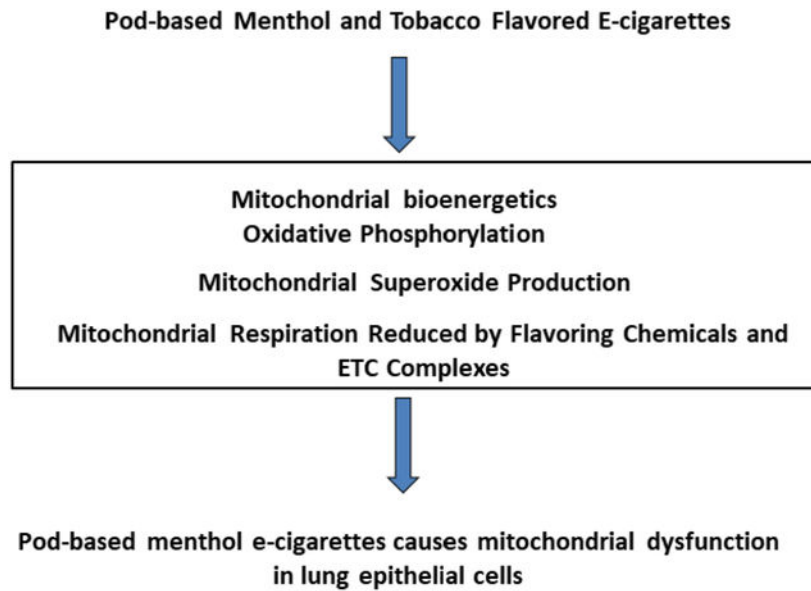 Pod-based Menthol and Tobacco Flavored E-cigarettes
Mitochondrial bioenergetics
Oxidative Phosphorylation
Mitochondrial Superoxide Production
Mitochondrial Respiration Reduced by Flavoring Chemicals and
ETC Complexes
Pod-based menthol e-cigarettes causes mitochondrial dysfunction
in lung epithelial cells